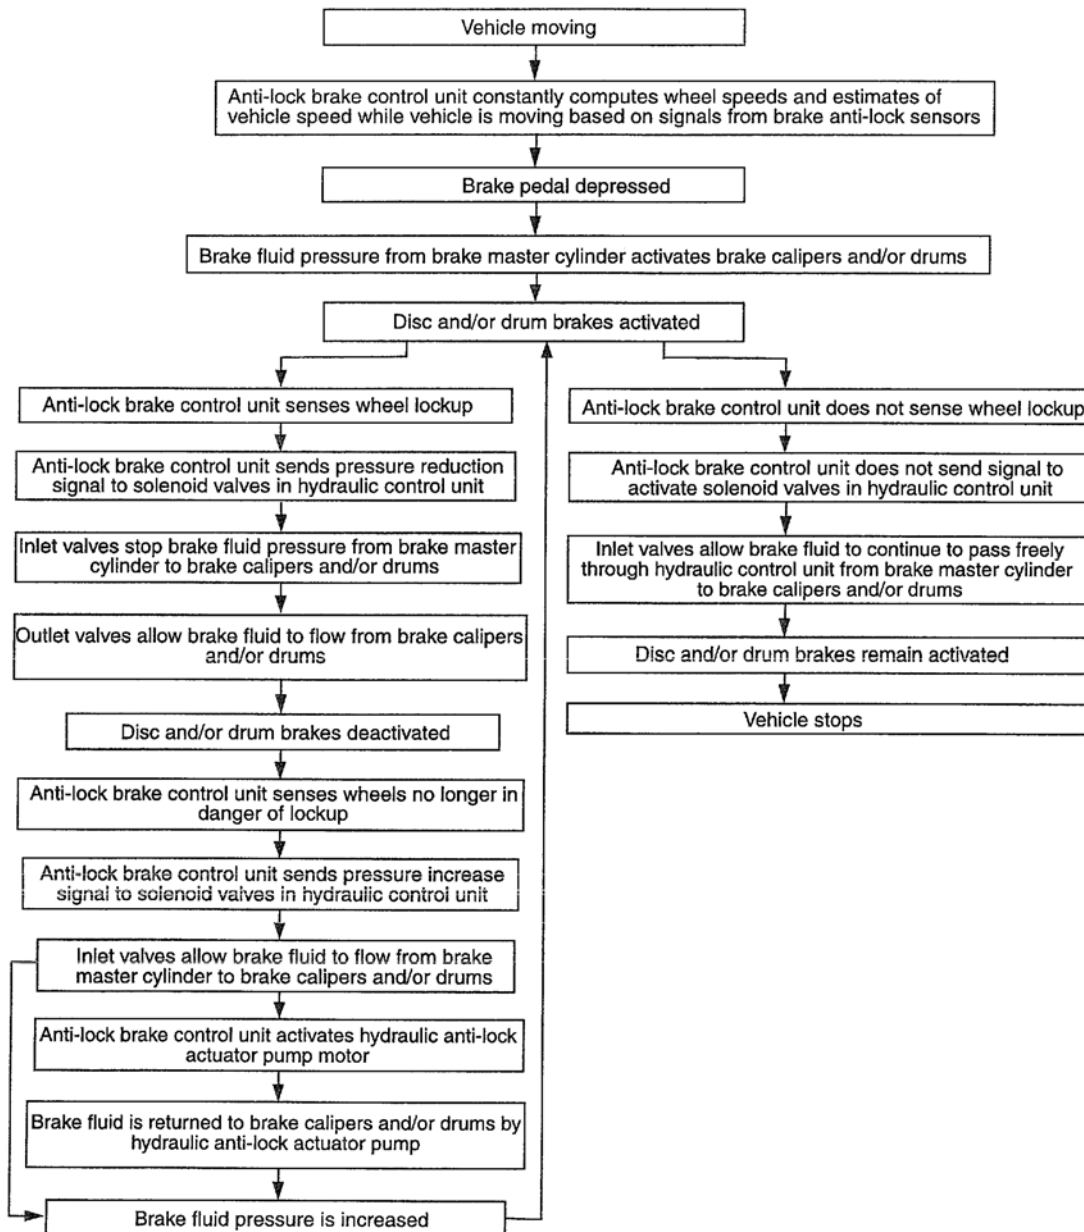 Vehicle moving
Anti-lock brake control unit constantly computes wheel speeds and estimates of
vehicle speed while vehicle is moving based on signals from brake anti-lock sensors
Brake pedal depressed
Brake fluid pressure from brake master cylinder activates brake calipers and/or drums
Disc and/or drum brakes activated
Anti-lock brake control unit senses wheel lockup
Anti-lock brake control unit sends pressure reduction
signal to solenoid valves in hydraulic control unit
Inlet valves stop brake fluid pressure from brake master
cylinder to brake calipers and/or drums
Outlet valves allow brake fluid to flow from brake calipers
and/or drums
Disc and/or drum brakes deactivated
Anti-lock brake control unit senses wheels no longer in
danger of lockup
Anti-lock brake control unit sends pressure increase
signal to solenoid valves in hydraulic control unit
Inlet valves allow brake fluid to flow from brake
master cylinder to brake calipers and/or drums
Anti-lock brake control unit activates hydraulic anti-lock
actuator pump motor
Brake fluid is returned to brake calipers and/or drums by
hydraulic anti-lock actuator pump
Brake fluid pressure is increased
Anti-lock brake control unit does not sense wheel lockup
Anti-lock brake control unit does not send signal to
activate solenoid valves in hydraulic control unit
Inlet valves allow brake fluid to continue to pass freely
through hydraulic control unit from brake master cylinder
to brake calipers and/or drums
Disc and/or drum brakes remain activated
Vehicle stops